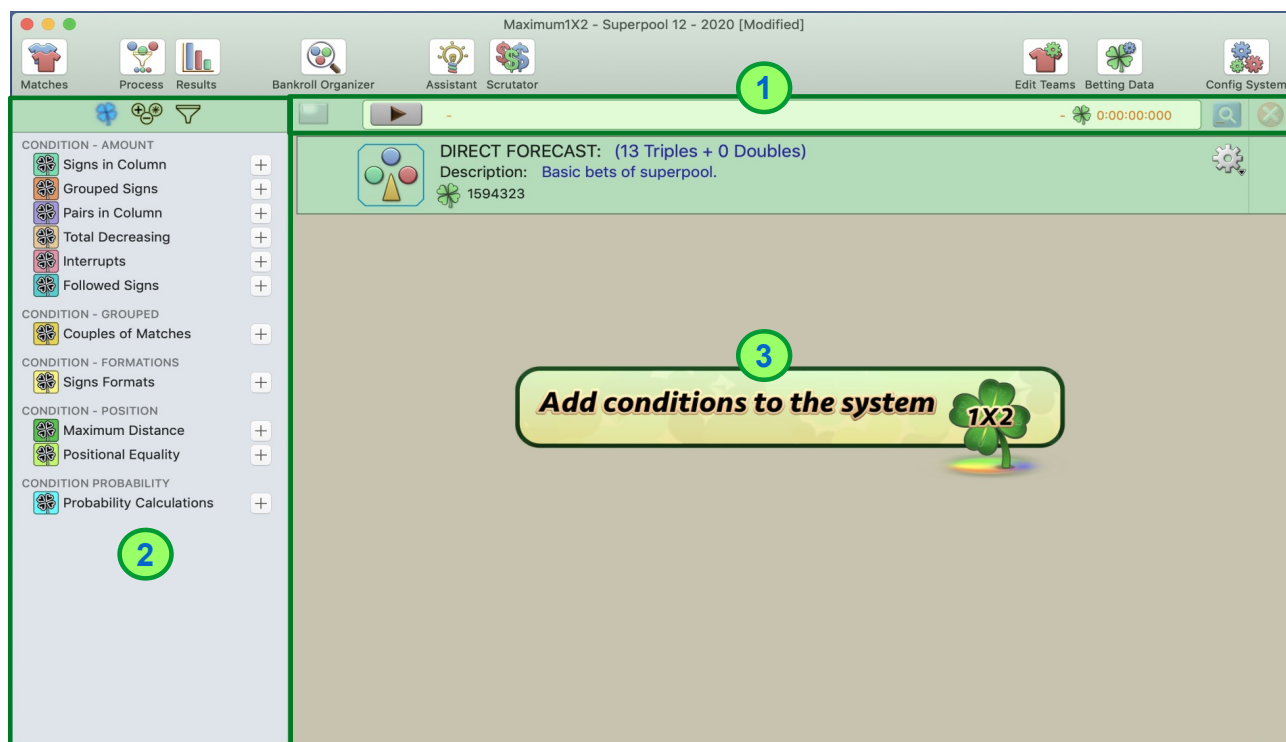 Maximum1X2 - Superpool 12 - 2020 [Modified]
Matches Process Results Bankroll Organizer Assistant Scrutator Edit Teams Betting Data Config System
1
- - 0:00:00:000
CONDITION - AMOUNT
Signs in Column +
Grouped Signs +
Pairs in Column +
Total Decreasing +
Interrupts +
Followed Signs +
CONDITION - GROUPED
Couples of Matches +
CONDITION - FORMATIONS
Signs Formats +
CONDITION - POSITION
Maximum Distance +
Positional Equality +
CONDITION PROBABILITY
Probability Calculations +
2
DIRECT FORECAST: (13 Triples + 0 Doubles)
Description: Basic bets of superpool.
1594323
3
Add conditions to the system 1X2